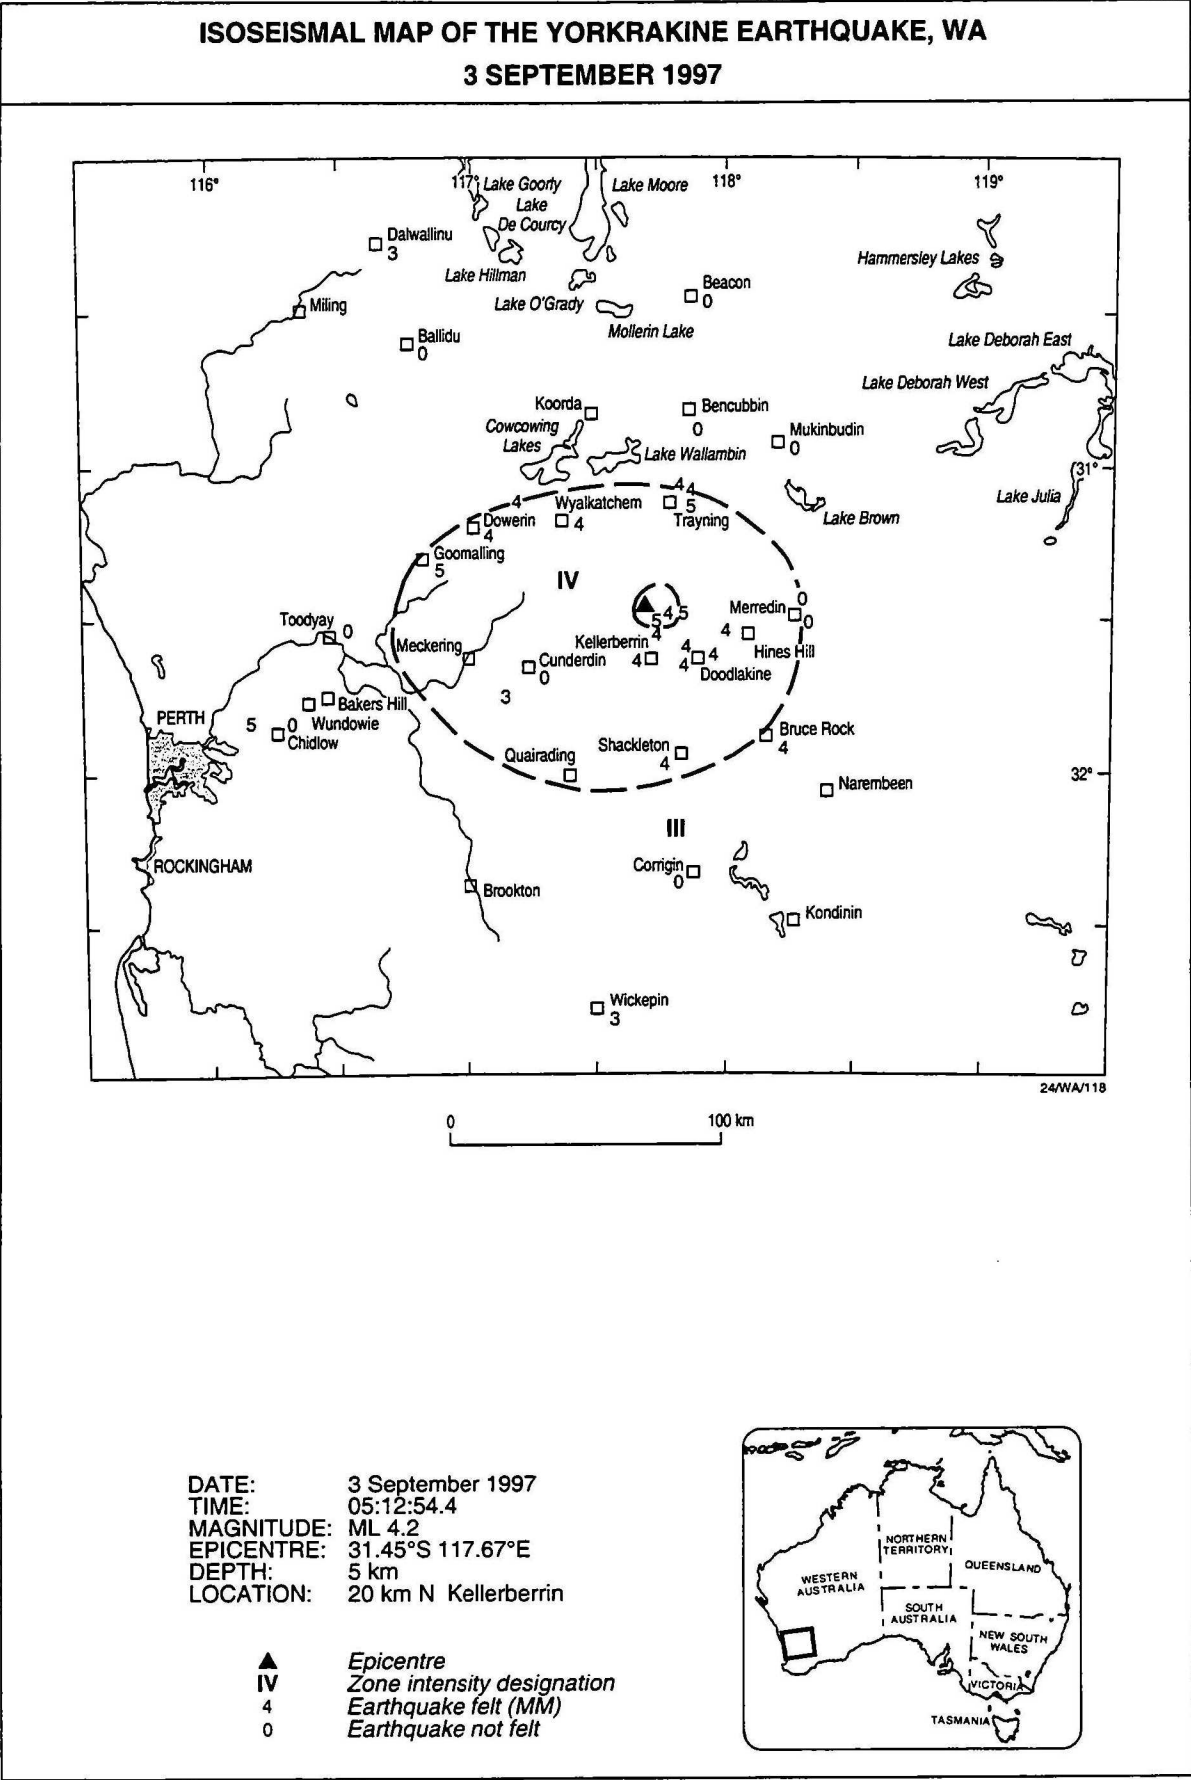 ISOSEISMAL MAP OF THE YORKRAKINE EARTHQUAKE, WA
3 SEPTEMBER 1997
116°
117°
118°
119°
Lake Goorly
Lake Moore
Lake
De Courcy
Dalwallinu
3
Hammersley Lakes
Lake Hillman
Beacon
0
Lake O'Grady
Miling
Mollerin Lake
Ballidu
0
Lake Deborah East
Lake Deborah West
Koorda
Bencubbin
0
Cowcowing
Lakes
Mukinbudin
0
Lake Wallambin
31°
4 4
Lake Julia
4
Wyalkatchem
4
5
Trayning
Dowerin
4
Lake Brown
Goomalling
5
IV
Merredin
0
0
5 4 5
4
Toodyay
0
Meckering
Kellerberrin
4
4
Hines Hill
4
4
4
Doodlakine
Cunderdin
0
3
Bakers Hill
PERTH
5
0
Wundowie
Chidlow
Bruce Rock
4
Quairading
Shackleton
4
32°
Narembeen
III
ROCKINGHAM
Corrigin
0
Brookton
Kondinin
Wickepin
3
24/WA/118
0
100 km
DATE: 3 September 1997
TIME: 05:12:54.4
MAGNITUDE: ML 4.2
EPICENTRE: 31.45°S 117.67°E
DEPTH: 5 km
LOCATION: 20 km N Kellerberrin
Epicentre
IV Zone intensity designation
4 Earthquake felt (MM)
0 Earthquake not felt
NORTHERN
TERRITORY
QUEENSLAND
WESTERN
AUSTRALIA
SOUTH
AUSTRALIA
NEW SOUTH
WALES
VICTORIA
TASMANIA